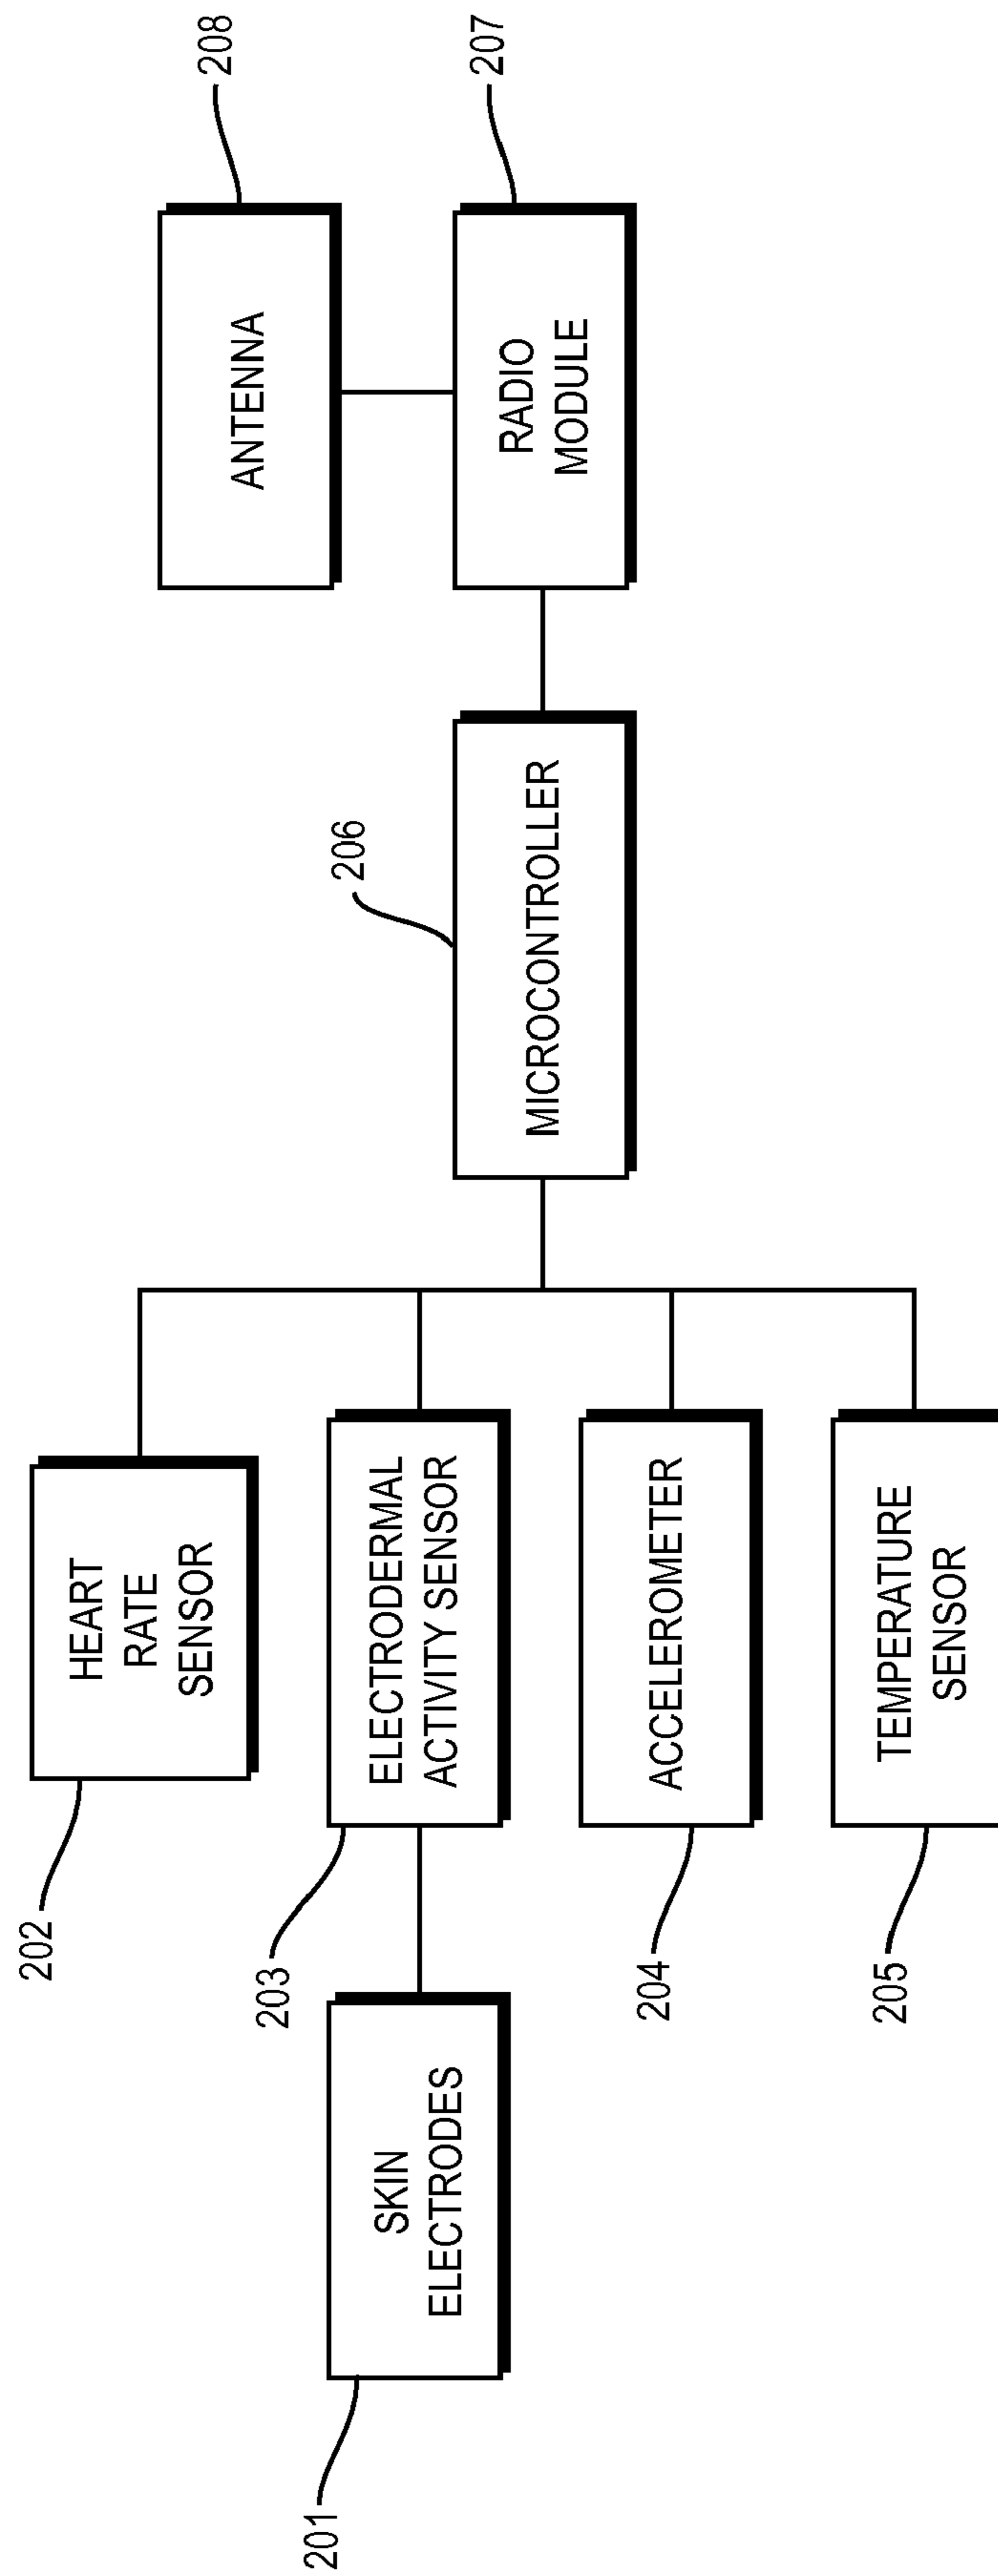 202
HEART
RATE
SENSOR
208
ANTENNA
201
SKIN
ELECTRODES
203
ELECTRODERMAL
ACTIVITY SENSOR
206
MICROCONTROLLER
207
RADIO
MODULE
204
ACCELEROMETER
205
TEMPERATURE
SENSOR